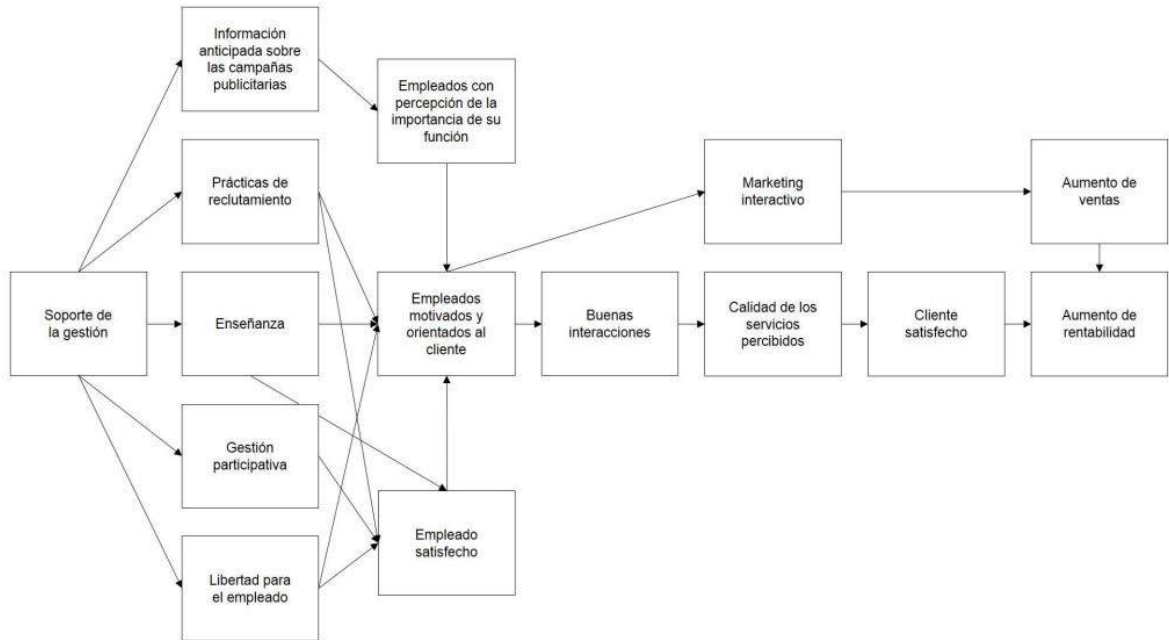 Información
anticipada sobre
las campañas
publicitarias
Empleados con
percepción de la
importancia de su
función
Prácticas de
reclutamiento
Marketing
interactivo
Aumento de
ventas
Soporte de
la gestión
Enseñanza
Empleados
motivados y
orientados al
cliente
Buenas
interacciones
Calidad de los
servicios
percibidos
Cliente
satisfecho
Aumento de
rentabilidad
Gestión
participativa
Empleado
satisfecho
Libertad para
el empleado